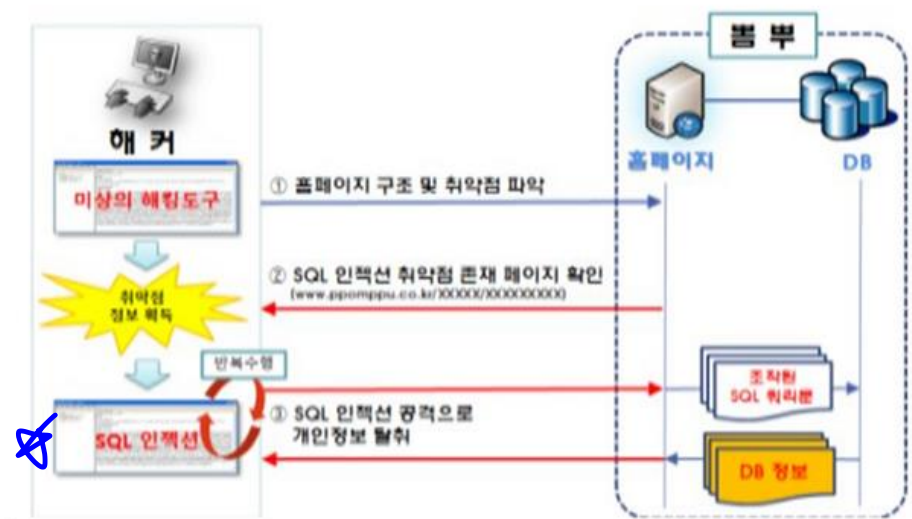 뽐 뿌
해 커
홈페이지
DB
미상의 해킹도구
① 홈페이지 구조 및 취약점 파악
② SQL 인젝션 취약점 존재 페이지 확인
(www.ppomppu.co.kr/XXXXX/XXXXXXXXX)
취약점
정보 획득
반복수행
조작된
SQL 쿼리문
③ SQL 인젝션 공격으로
개인정보 탈취
SQL 인젝션
DB 정보